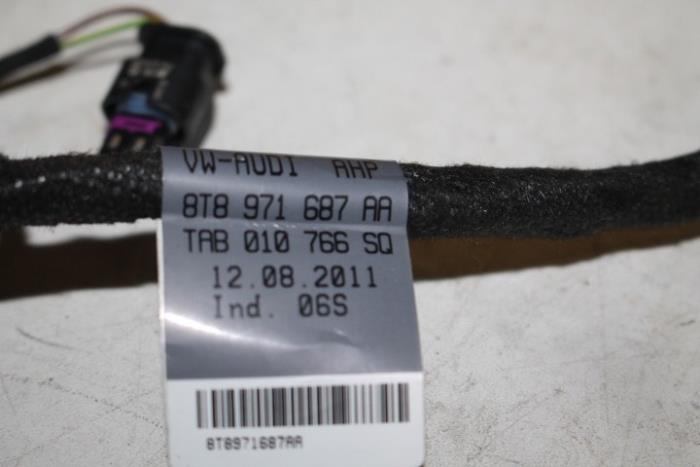 VW-AUDI AHP
8T8 971 687 AA
TAB 010 766 SQ
12.08.2011
Ind. 06S
8T8971687AA